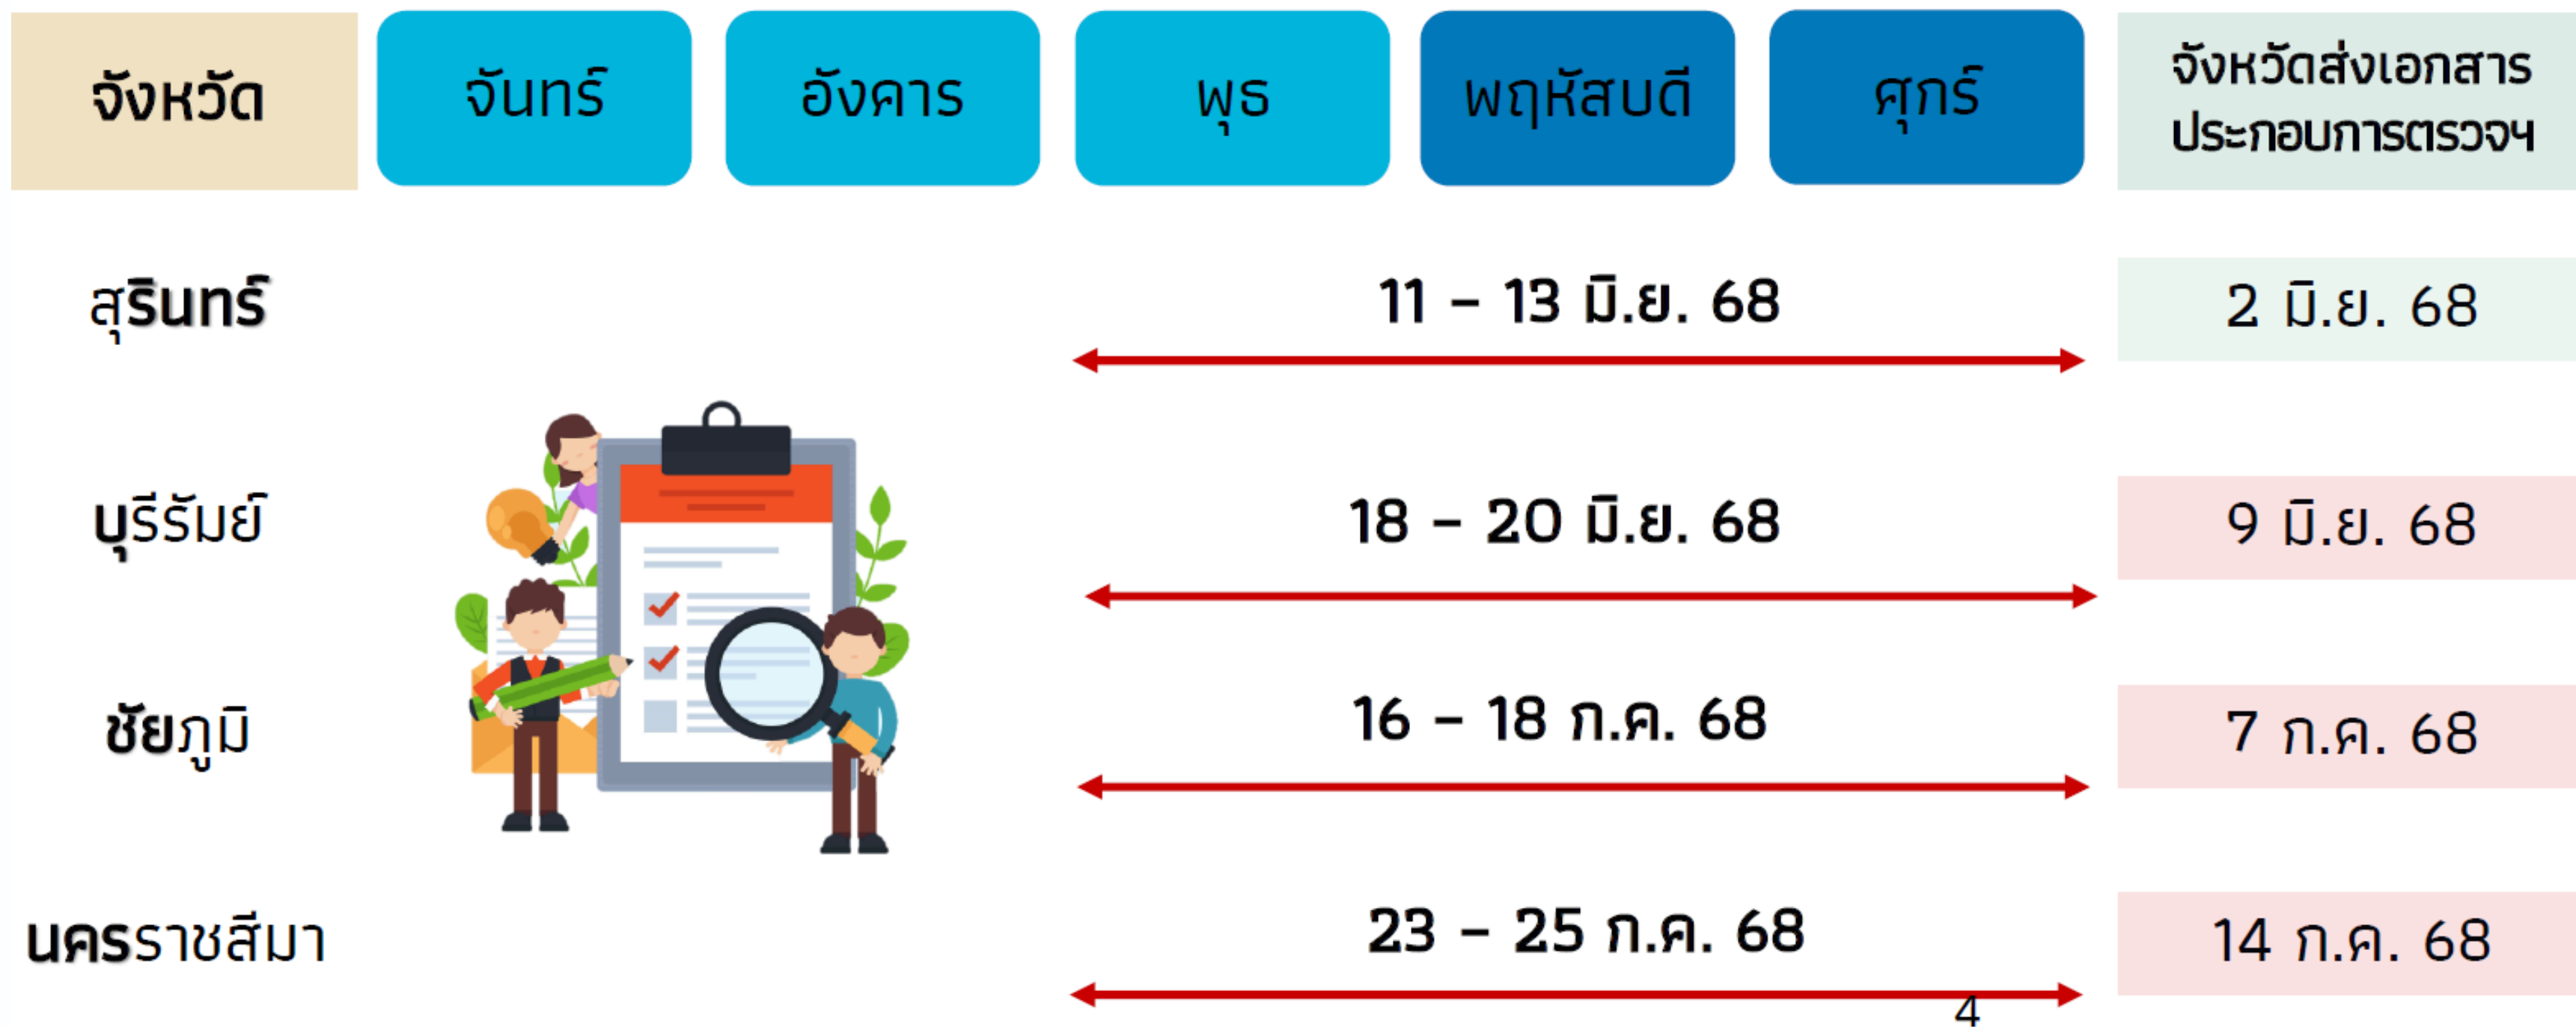 จังหวัด จันทร์ อังคาร พุธ พฤหัสบดี ศุกร์ จังหวัดส่งเอกสาร
ประกอบการตรวจฯ
สุรินทร์ 11 – 13 มิ.ย. 68 2 มิ.ย. 68
บุรีรัมย์ 18 – 20 มิ.ย. 68 9 มิ.ย. 68
ชัยภูมิ 16 – 18 ก.ค. 68 7 ก.ค. 68
นครราชสีมา 23 – 25 ก.ค. 68 14 ก.ค. 68
4